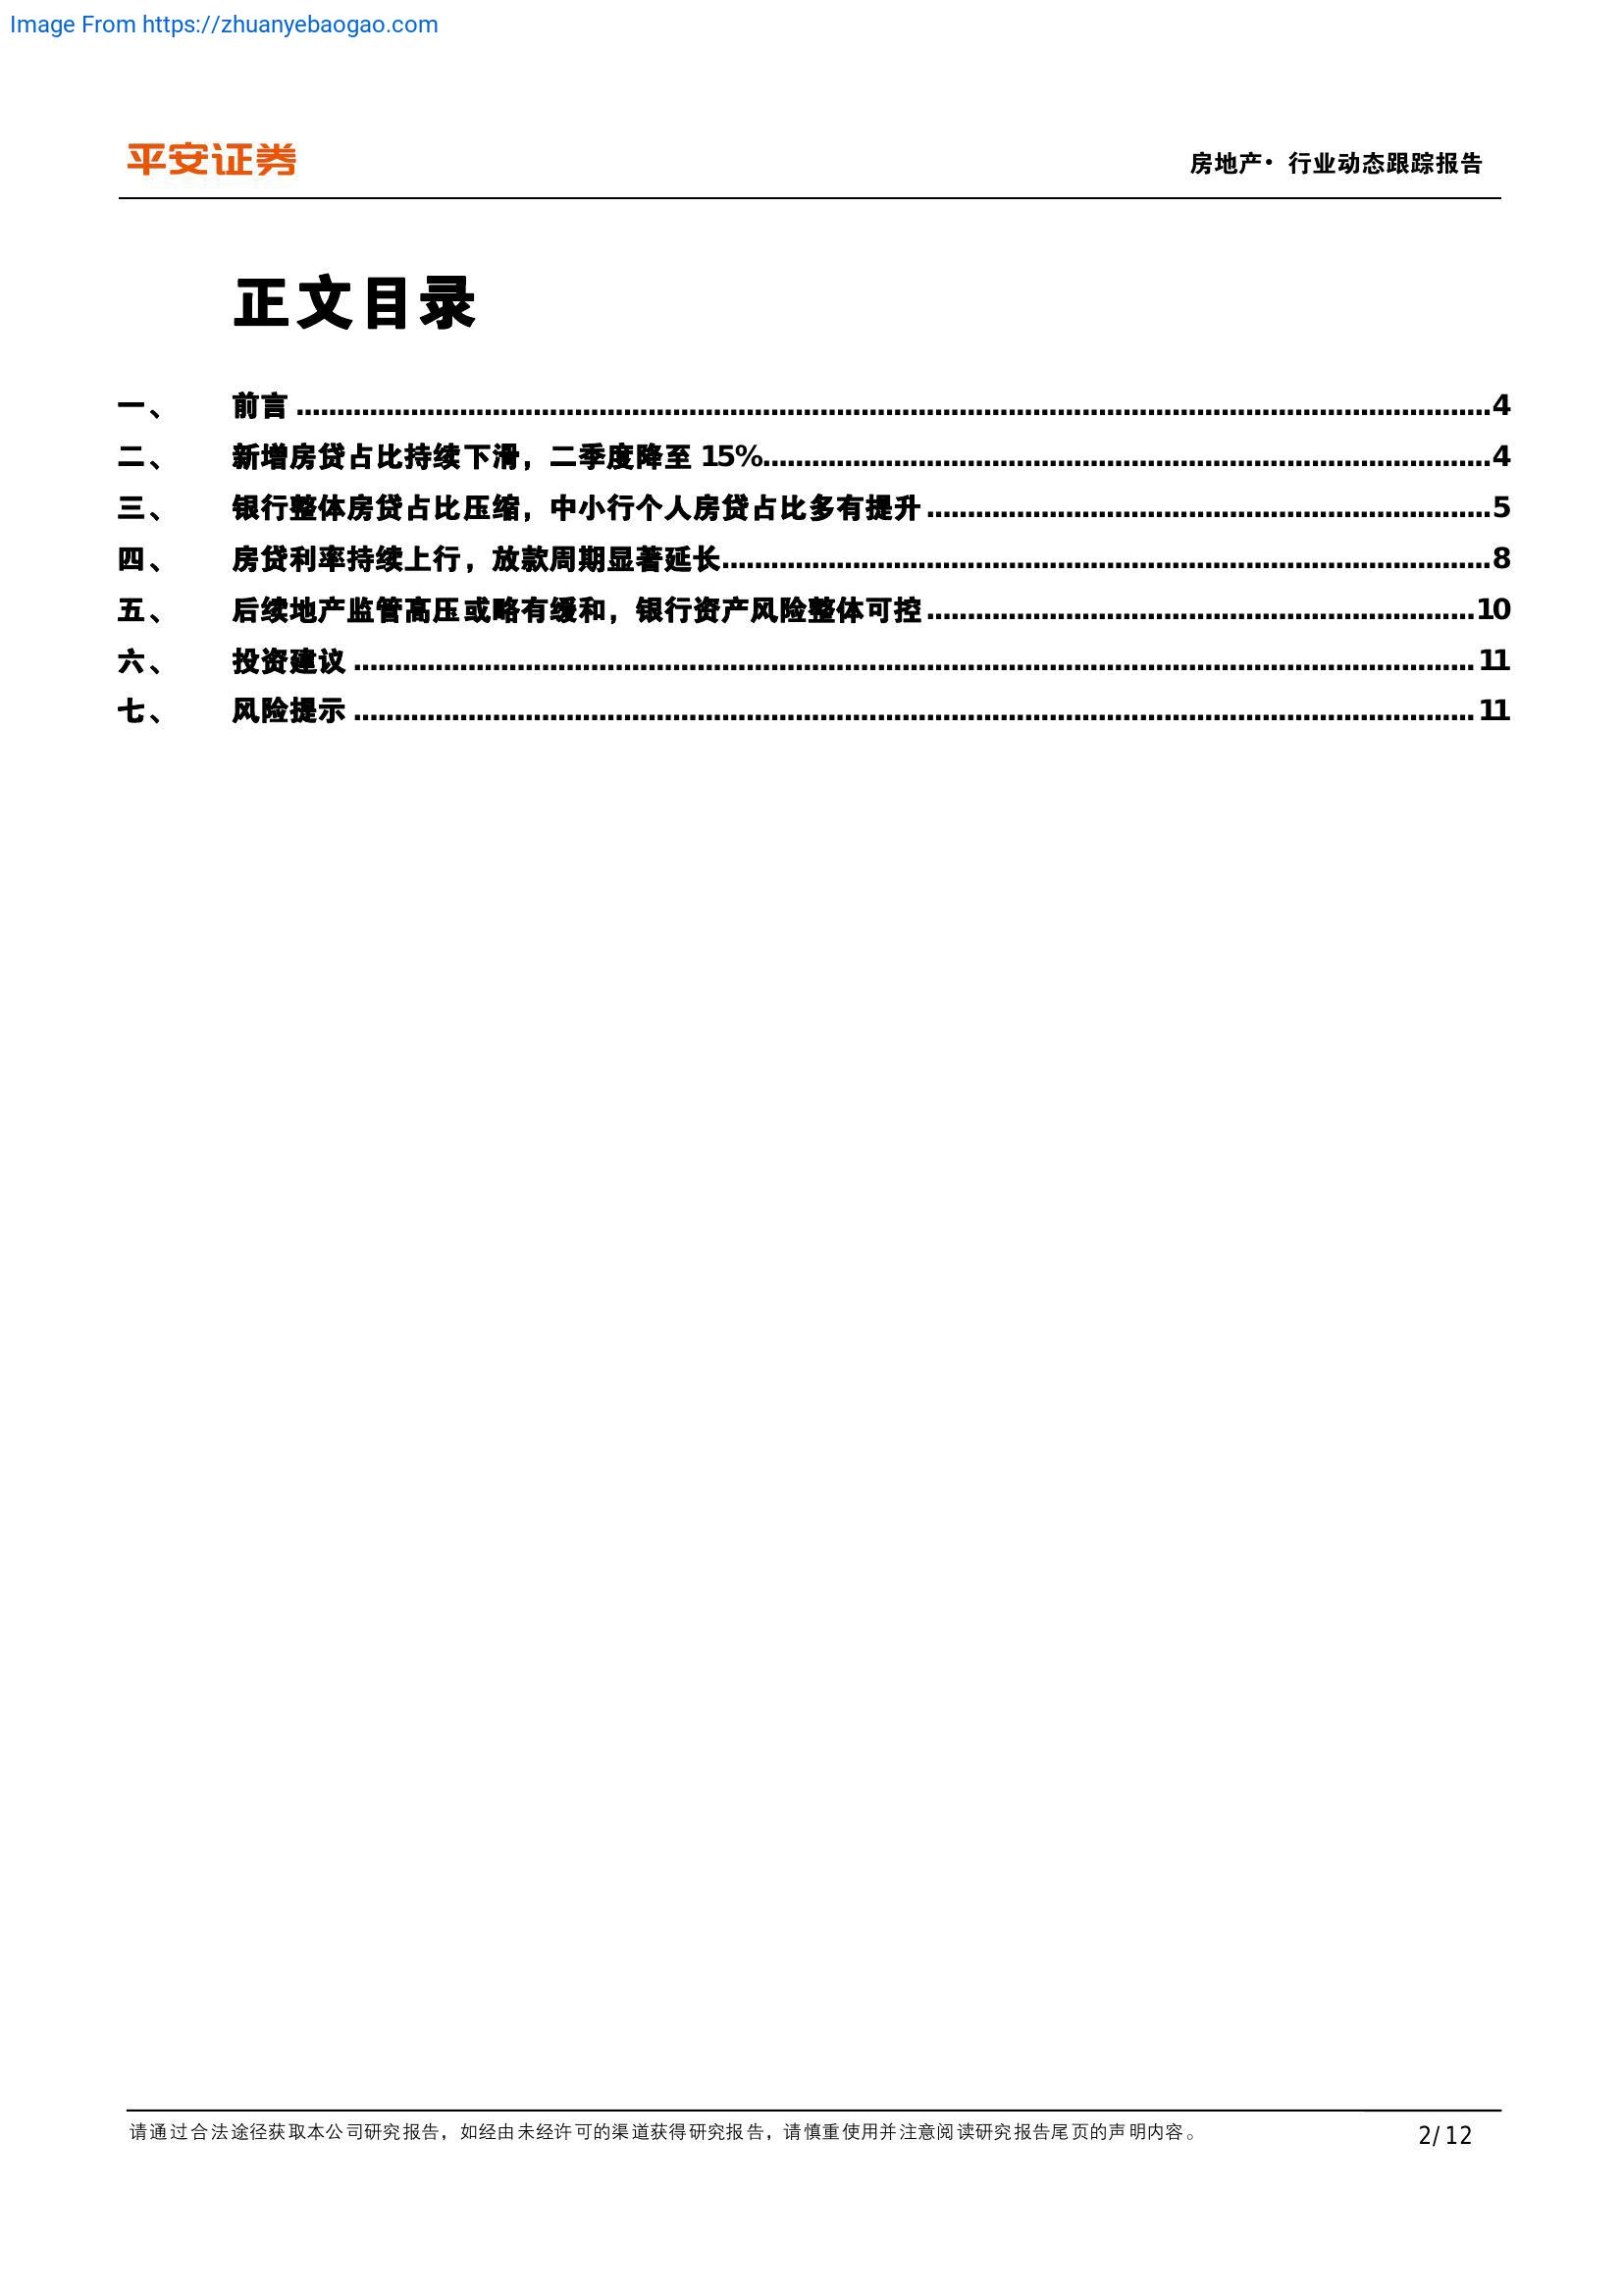 Image From https://zhuanyebaogao.com
平安证券
房地产• 行业动态跟踪报告
正文目录
一、 前言 ........................................................................4
二、 新增房贷占比持续下滑，二季度降至 15%........................................................................4
三、 银行整体房贷占比压缩，中小行个人房贷占比多有提升 ........................................................................5
四、 房贷利率持续上行，放款周期显著延长........................................................................8
五、 后续地产监管高压或略有缓和，银行资产风险整体可控 ........................................................................10
六、 投资建议 ........................................................................11
七、 风险提示 ........................................................................11
请通过合法途径获取本公司研究报告，如经由未经许可的渠道获得研究报告，请慎重使用并注意阅读研究报告尾页的声明内容。
2/ 12